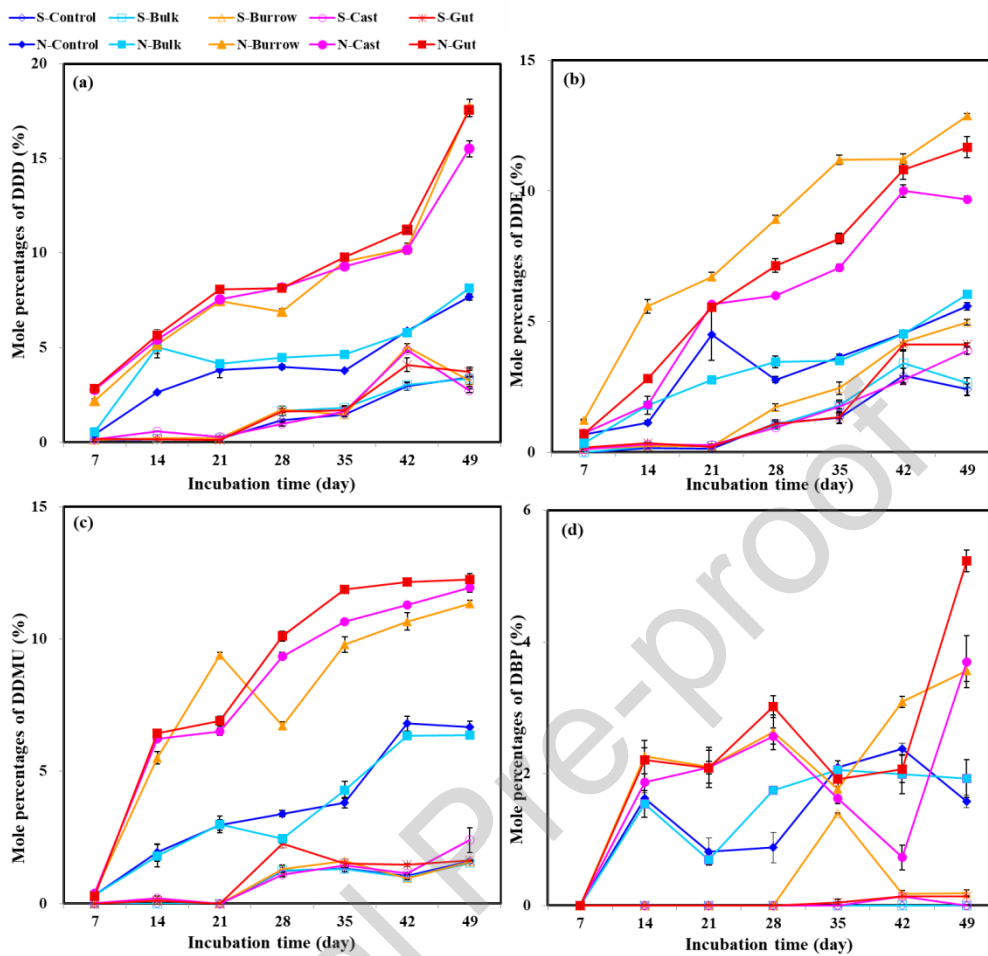 S-Control S-Bulk S-Burrow S-Cast S-Gut
N-Control N-Bulk N-Burrow N-Cast N-Gut
(a)
Mole percentages of DDD (%)
20
15
10
5
0
7 14 21 28 35 42 49
Incubation time (day)
(b)
Mole percentages of DDE (%)
15
10
5
0
7 14 21 28 35 42 49
Incubation time (day)
(c)
Mole percentages of DDMU (%)
15
10
5
0
7 14 21 28 35 42 49
Incubation time (day)
(d)
Mole percentages of DBP (%)
6
4
2
0
7 14 21 28 35 42 49
Incubation time (day)
al Pre-proof